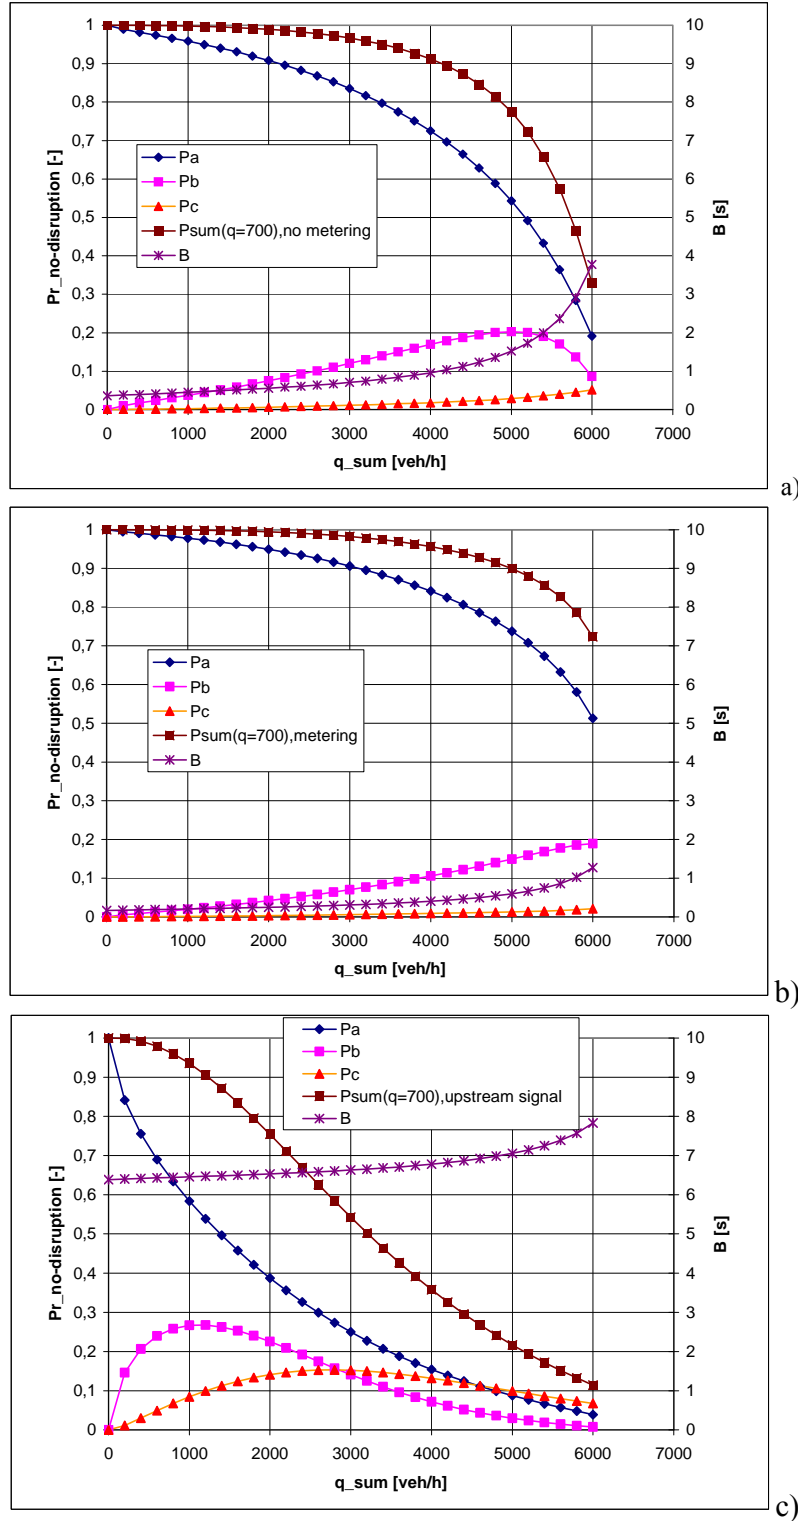 1 10
0,9 9
0,8 8
0,7 7
0,6 6
0,5 5
0,4 4
0,3 3
0,2 2
0,1 1
0 0
0 1000 2000 3000 4000 5000 6000 7000
q_sum [veh/h]
Pr_no-disruption [-]
B [s]
Pa
Pb
Pc
Psum(q=700),no metering
B
a)
1 10
0,9 9
0,8 8
0,7 7
0,6 6
0,5 5
0,4 4
0,3 3
0,2 2
0,1 1
0 0
0 1000 2000 3000 4000 5000 6000 7000
q_sum [veh/h]
Pr_no-disruption [-]
B [s]
Pa
Pb
Pc
Psum(q=700),metering
B
b)
1 10
0,9 9
0,8 8
0,7 7
0,6 6
0,5 5
0,4 4
0,3 3
0,2 2
0,1 1
0 0
0 1000 2000 3000 4000 5000 6000 7000
q_sum [veh/h]
Pr_no-disruption [-]
B [s]
Pa
Pb
Pc
Psum(q=700),upstream signal
B
c)